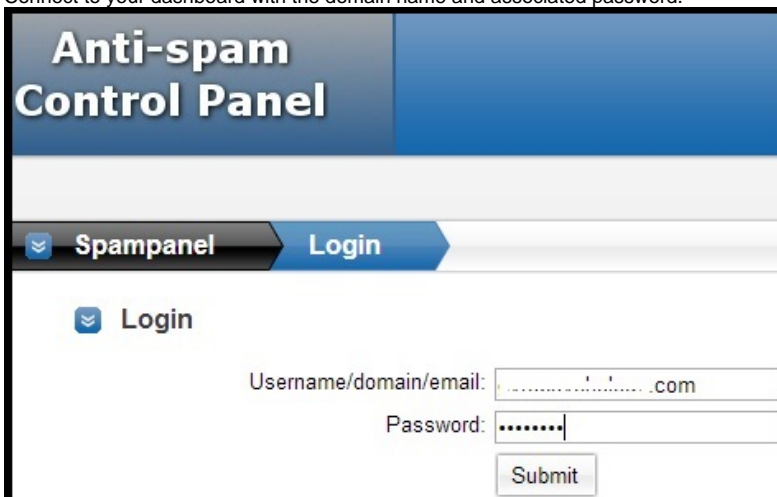 Connect to your dashboard with the domain name and associated password.
Anti-spam
Control Panel
Spampanel Login
Login
Username/domain/email: .com
Password: ••••••••
Submit